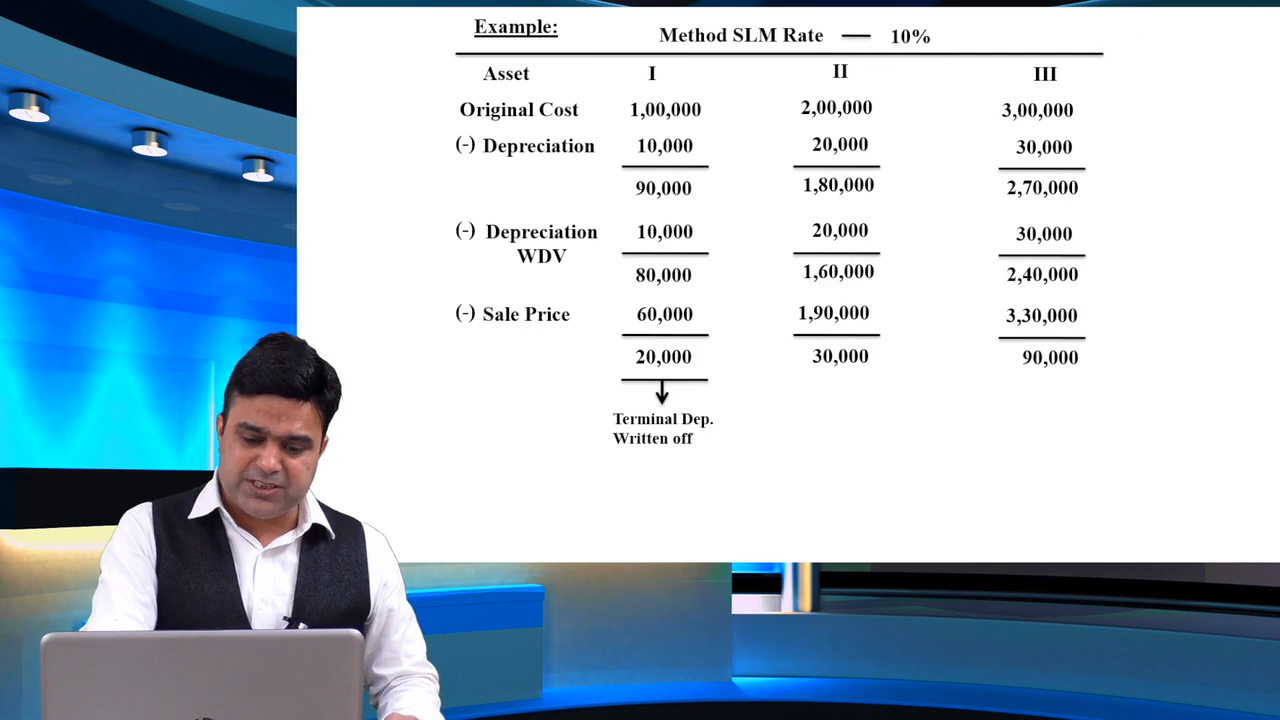 Example: Method SLM Rate — 10%
Asset I II III
Original Cost 1,00,000 2,00,000 3,00,000
(-) Depreciation 10,000 20,000 30,000
90,000 1,80,000 2,70,000
(-) Depreciation 10,000 20,000 30,000
WDV
80,000 1,60,000 2,40,000
(-) Sale Price 60,000 1,90,000 3,30,000
20,000 30,000 90,000
Terminal Dep.
Written off